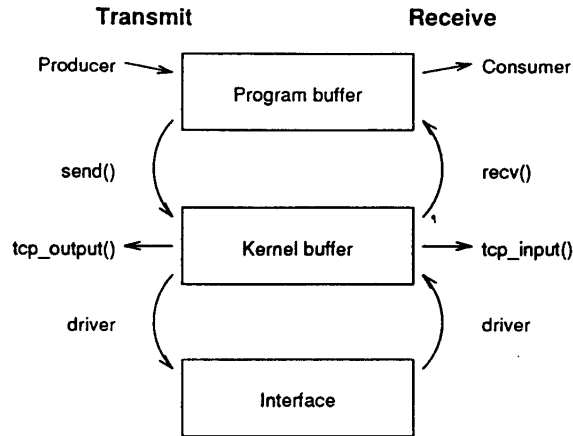 Transmit
Receive
Producer
Consumer
Program buffer
send()
recv()
tcp_output()
Kernel buffer
tcp_input()
driver
driver
Interface